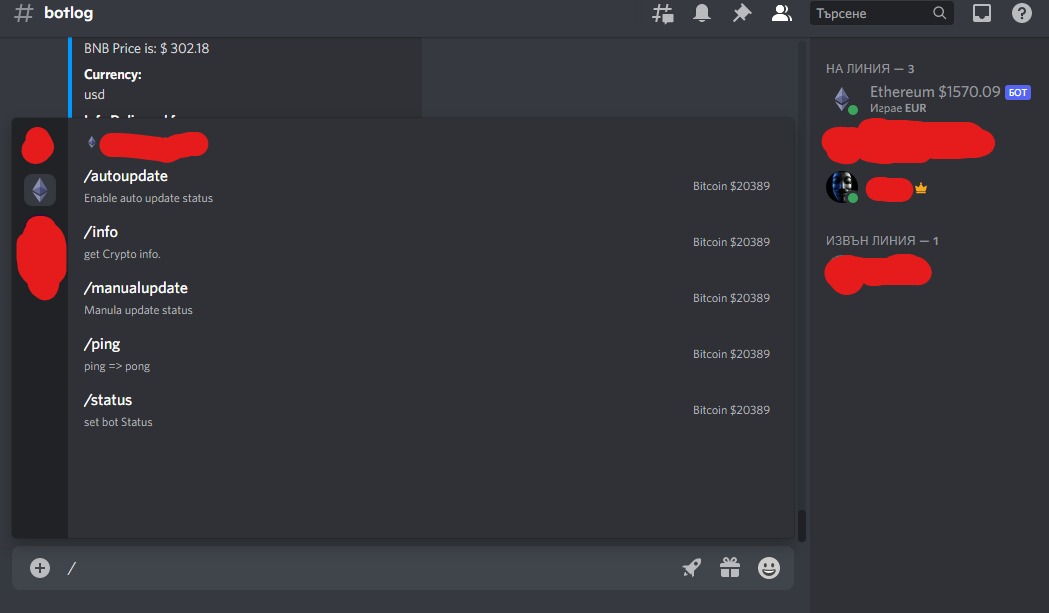 botlog
Търсене
BNB Price is: $ 302.18
Currency:
usd
/autoupdate
Enable auto update status
Bitcoin $20389
/info
get Crypto info.
Bitcoin $20389
/manualupdate
Manula update status
Bitcoin $20389
/ping
ping => pong
Bitcoin $20389
/status
set bot Status
Bitcoin $20389
/
НА ЛИНИЯ — 3
Ethereum $1570.09 БОТ
Играе EUR
ИЗВЪН ЛИНИЯ — 1